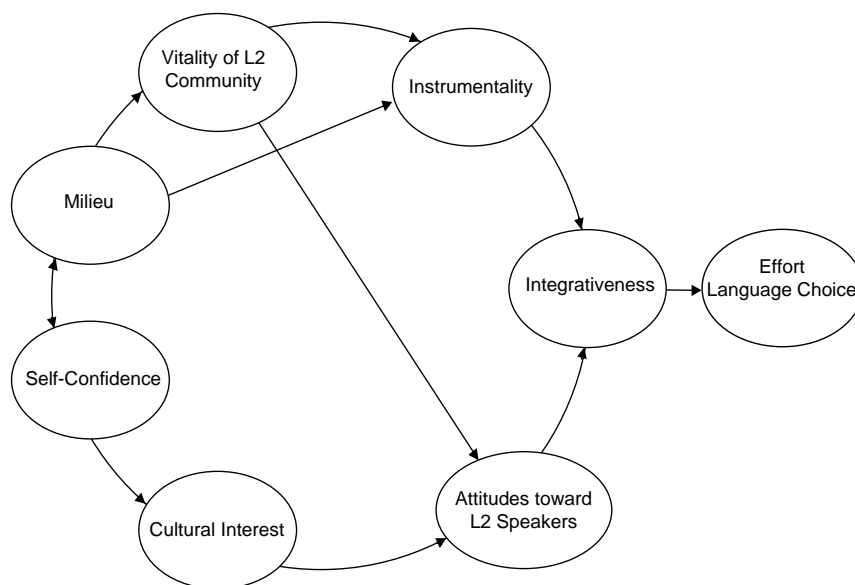 Vitality of L2
Community
Instrumentality
Milieu
Integrativeness
Effort
Language Choice
Self-Confidence
Cultural Interest
Attitudes toward
L2 Speakers